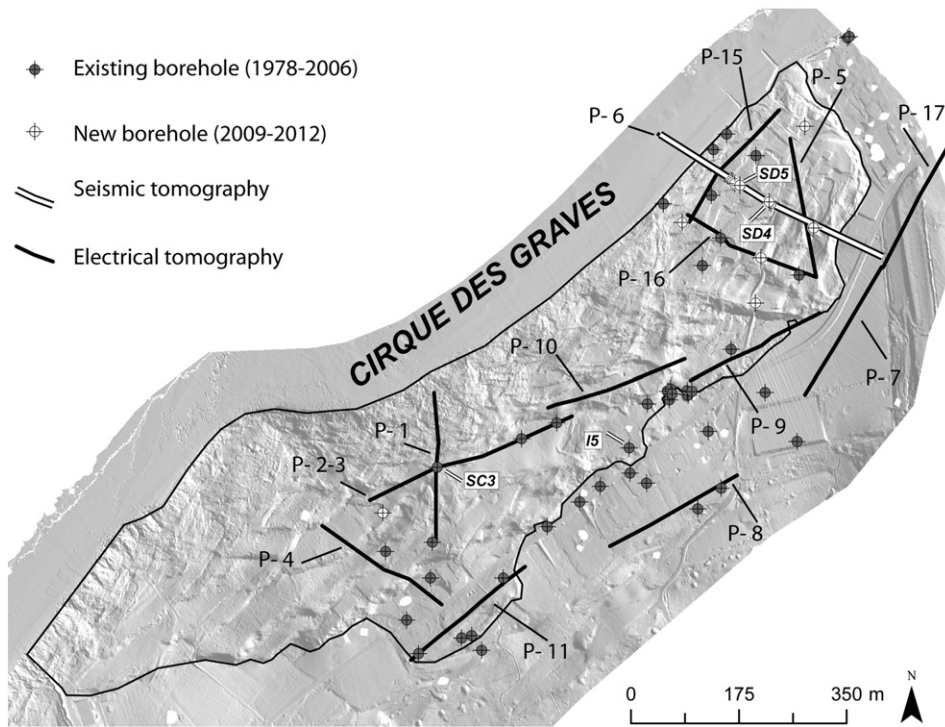 Existing borehole (1978-2006)
New borehole (2009-2012)
Seismic tomography
Electrical tomography
P- 15
P- 5
P- 6
P- 17
SD5
SD4
P- 16
CIRQUE DES GRAVES
P- 10
P- 7
P- 1
P- 9
I5
P- 2-3
SC3
P- 8
P- 4
P- 11
N
0 175 350 m